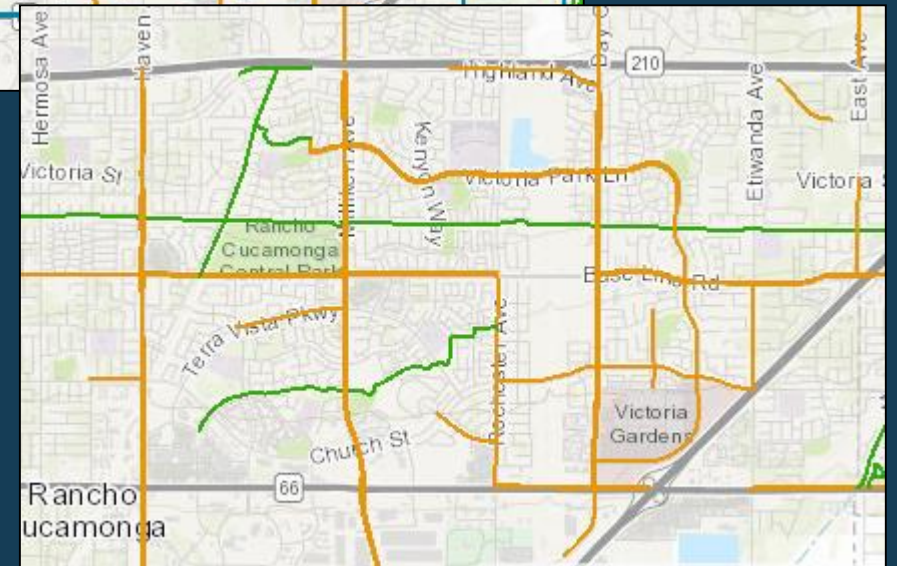 Hermosa Ave
Haven
Highland Ave
210
Day C
Etiwanda Ave
East Ave
Victoria St
Milliken Ave
Kenyon Way
Victoria Park Ln
Victoria S
Rancho
Cucamonga
Central Park
Base Line Rd
Terra Vista Pkwy
Rochester Ave
Victoria
Gardens
Church St
66
Rancho
ucamonga